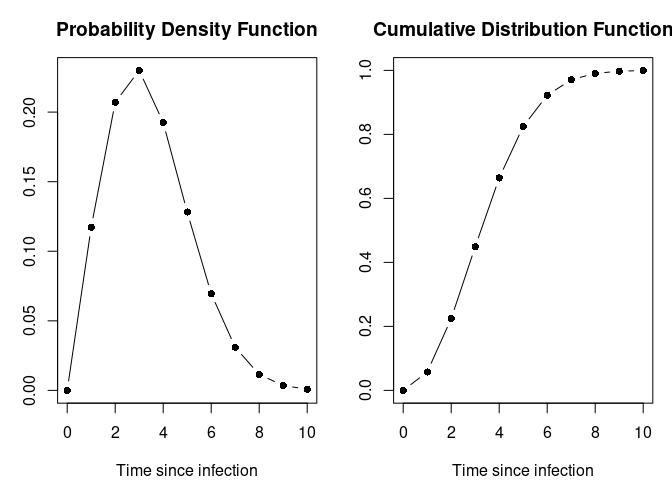 Probability Density Function
0.20
0.15
0.10
0.05
0.00
0 2 4 6 8 10
Time since infection
Cumulative Distribution Function
1.0
0.8
0.6
0.4
0.2
0.0
0 2 4 6 8 10
Time since infection